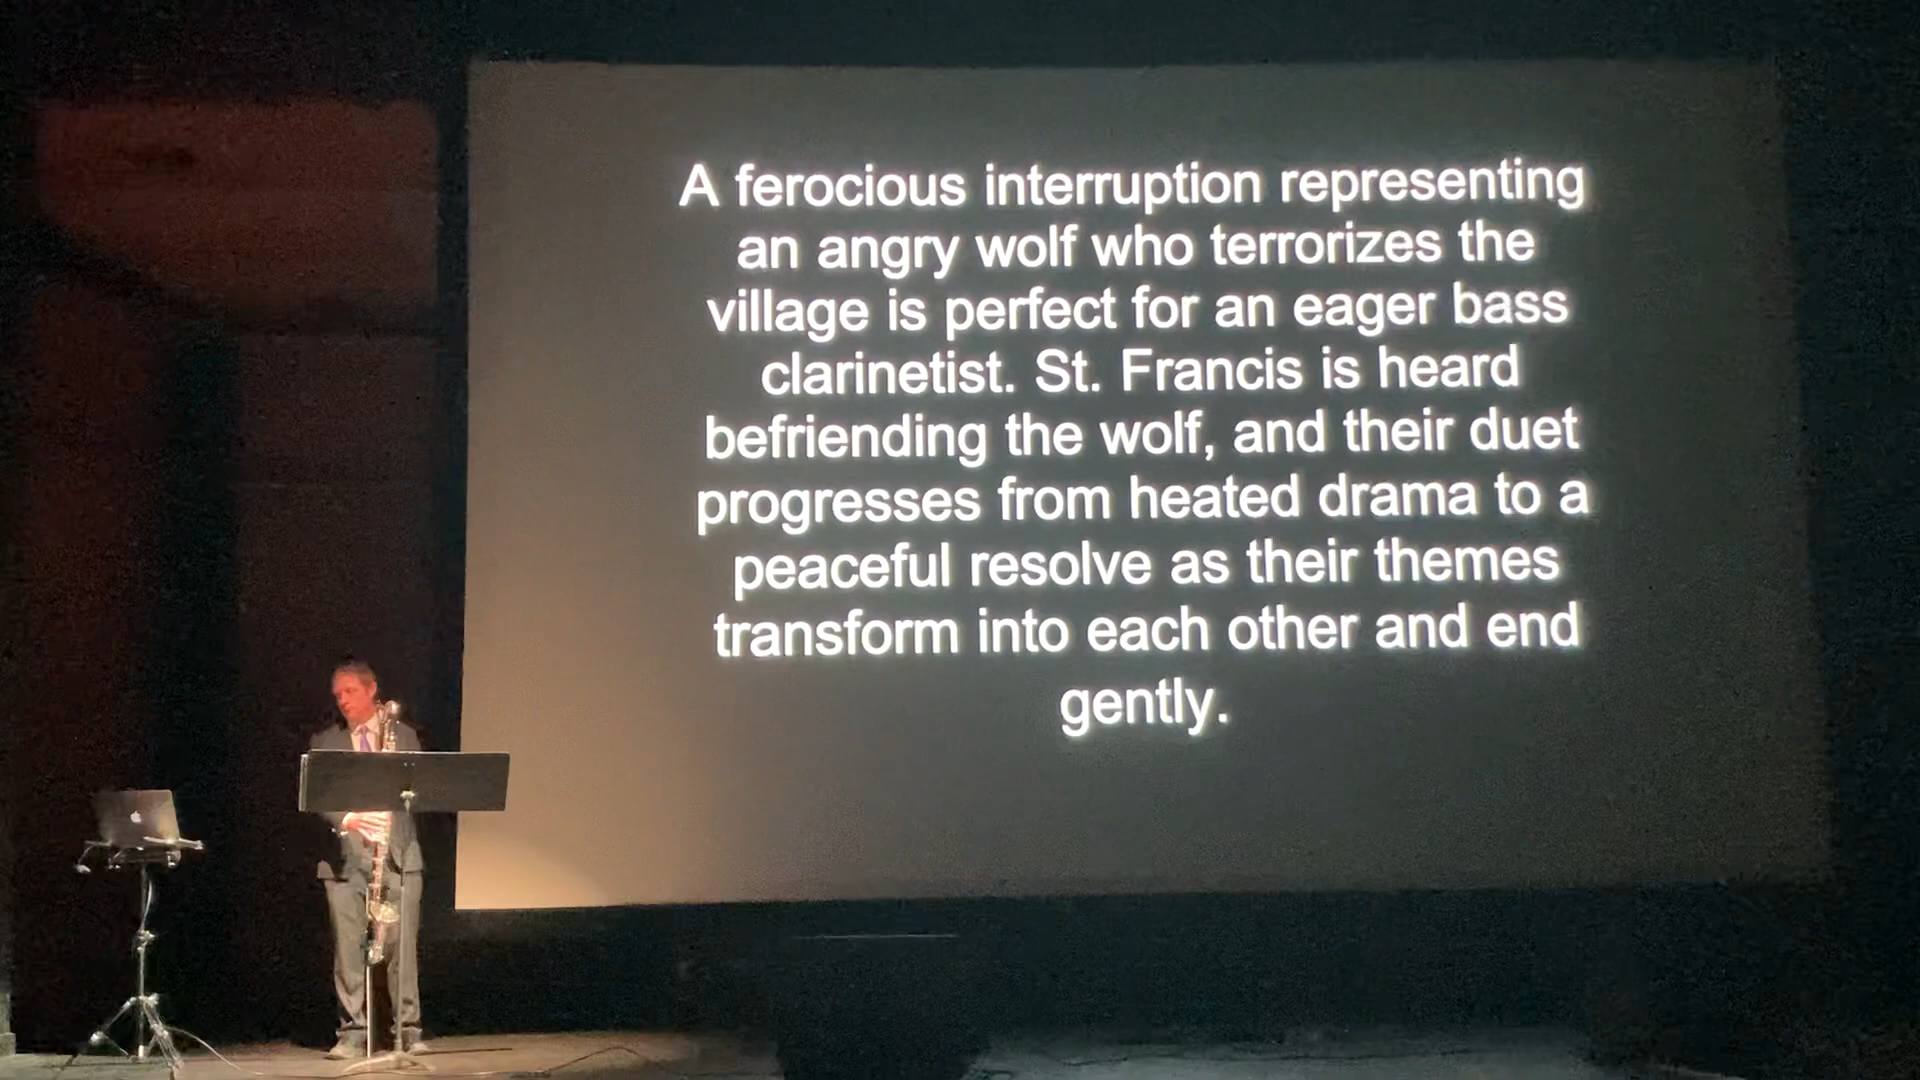 A ferocious interruption representing
an angry wolf who terrorizes the
village is perfect for an eager bass
clarinetist. St. Francis is heard
befriending the wolf, and their duet
progresses from heated drama to a
peaceful resolve as their themes
transform into each other and end
gently.